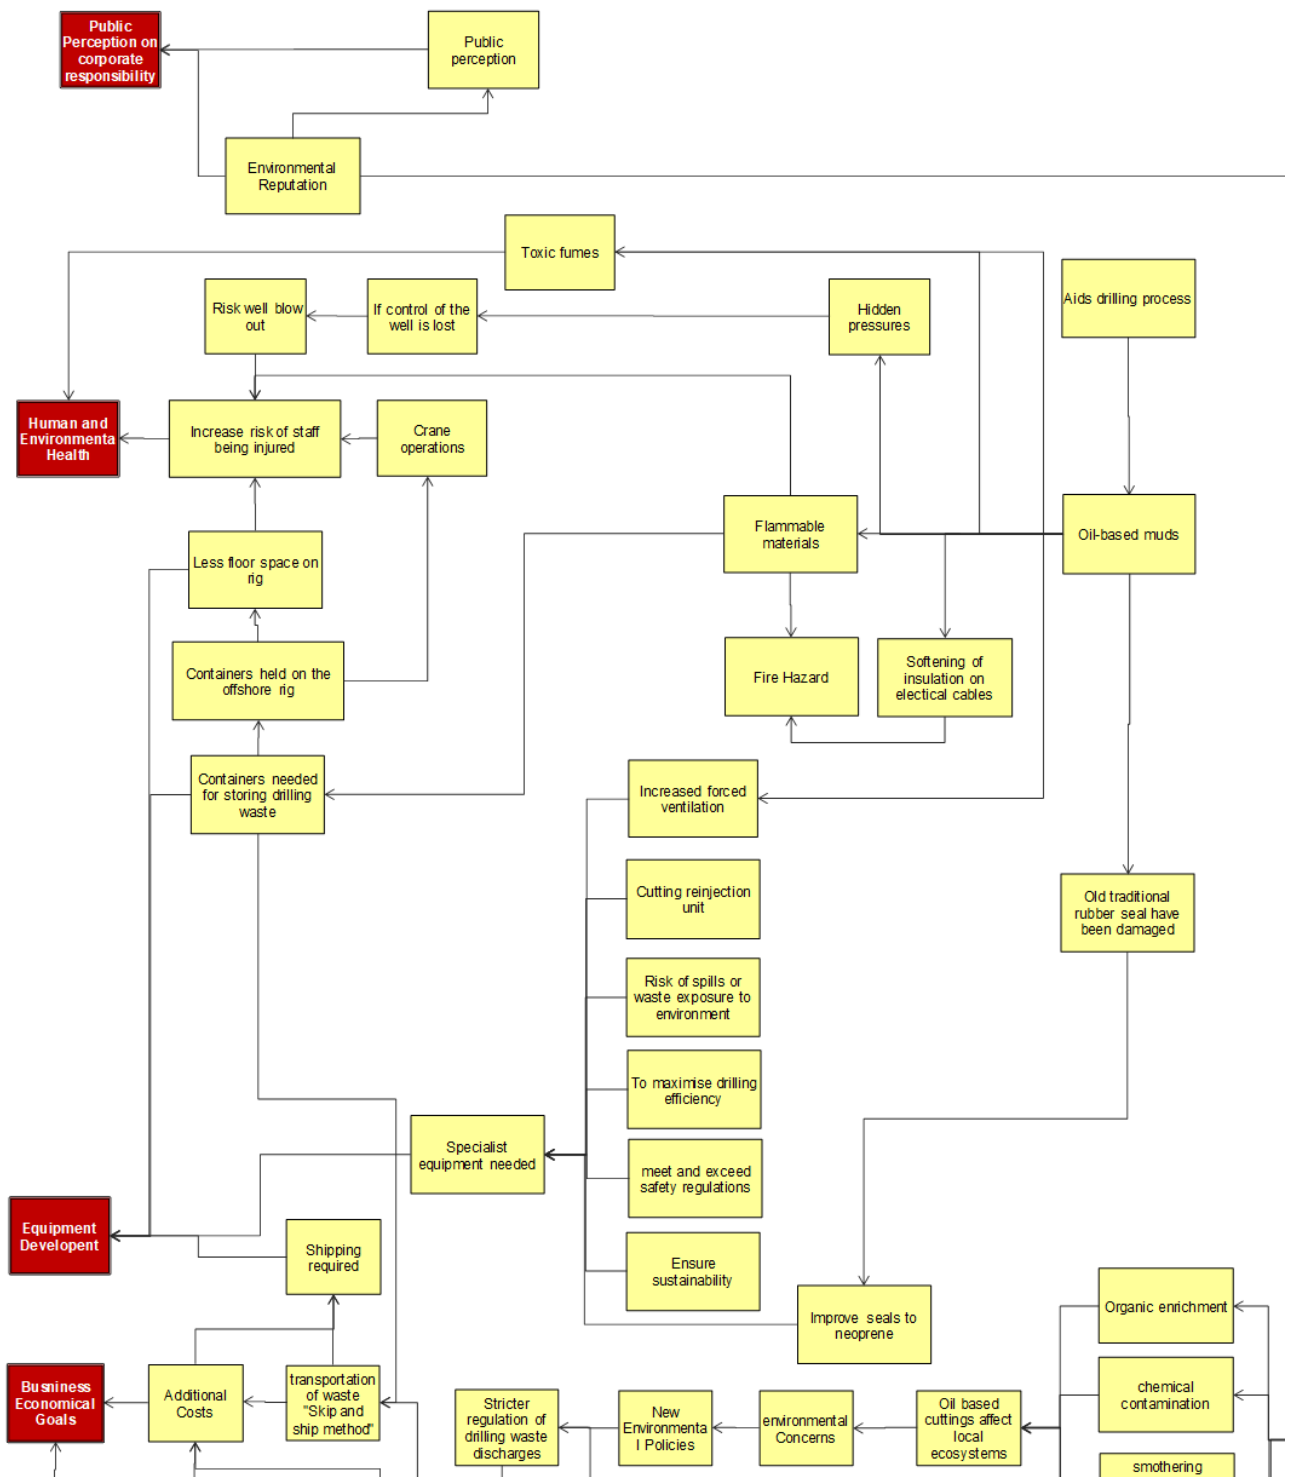 Public
Perception on
corporate
responsibility
Public
perception
Environmental
Reputation
Toxic fumes
Aids drilling process
Risk well blow
out
If control of the
well is lost
Hidden
pressures
Human and
Environmenta
Health
Increase risk of staff
being injured
Crane
operations
Flammable
materials
Oil-based muds
Less floor space on
rig
Containers held on the
offshore rig
Fire Hazard
Softening of
insulation on
electical cables
Containers needed
for storing drilling
waste
Increased forced
ventilation
Cutting reinjection
unit
Old traditional
rubber seal have
been damaged
Risk of spills or
waste exposure to
environment
To maximise drilling
efficiency
Specialist
equipment needed
meet and exceed
safety regulations
Equipment
Developent
Shipping
required
Ensure
sustainability
Improve seals to
neoprene
Organic enrichment
Busniness
Economical
Goals
Additional
Costs
transportation
of waste
"Skip and
ship method"
Stricter
regulation of
drilling waste
discharges
New
Environmenta
l Policies
environmental
Concerns
Oil based
cuttings affect
local
ecosystems
chemical
contamination
smothering